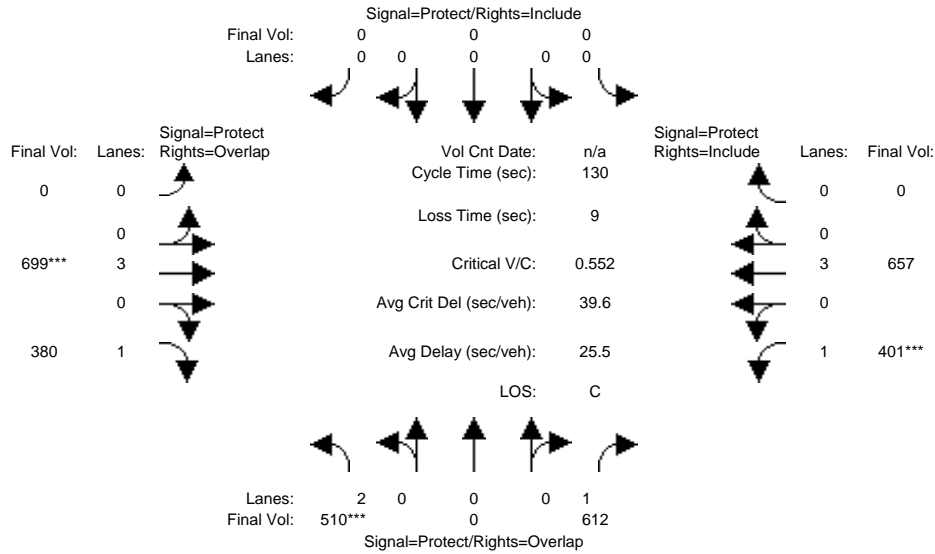 Signal=Protect/Rights=Include
Final Vol: 0 0 0
Lanes: 0 0 0 0 0
Signal=Protect Signal=Protect
Final Vol: Lanes: Rights=Overlap Vol Cnt Date: n/a Rights=Include Lanes: Final Vol:
Cycle Time (sec): 130
0 0 0 0
Loss Time (sec): 9
0 0
699*** 3 Critical V/C: 0.552 3 657
0 Avg Crit Del (sec/veh): 39.6 0
380 1 Avg Delay (sec/veh): 25.5 1 401***
LOS: C
Lanes: 2 0 0 0 1
Final Vol: 510*** 0 612
Signal=Protect/Rights=Overlap